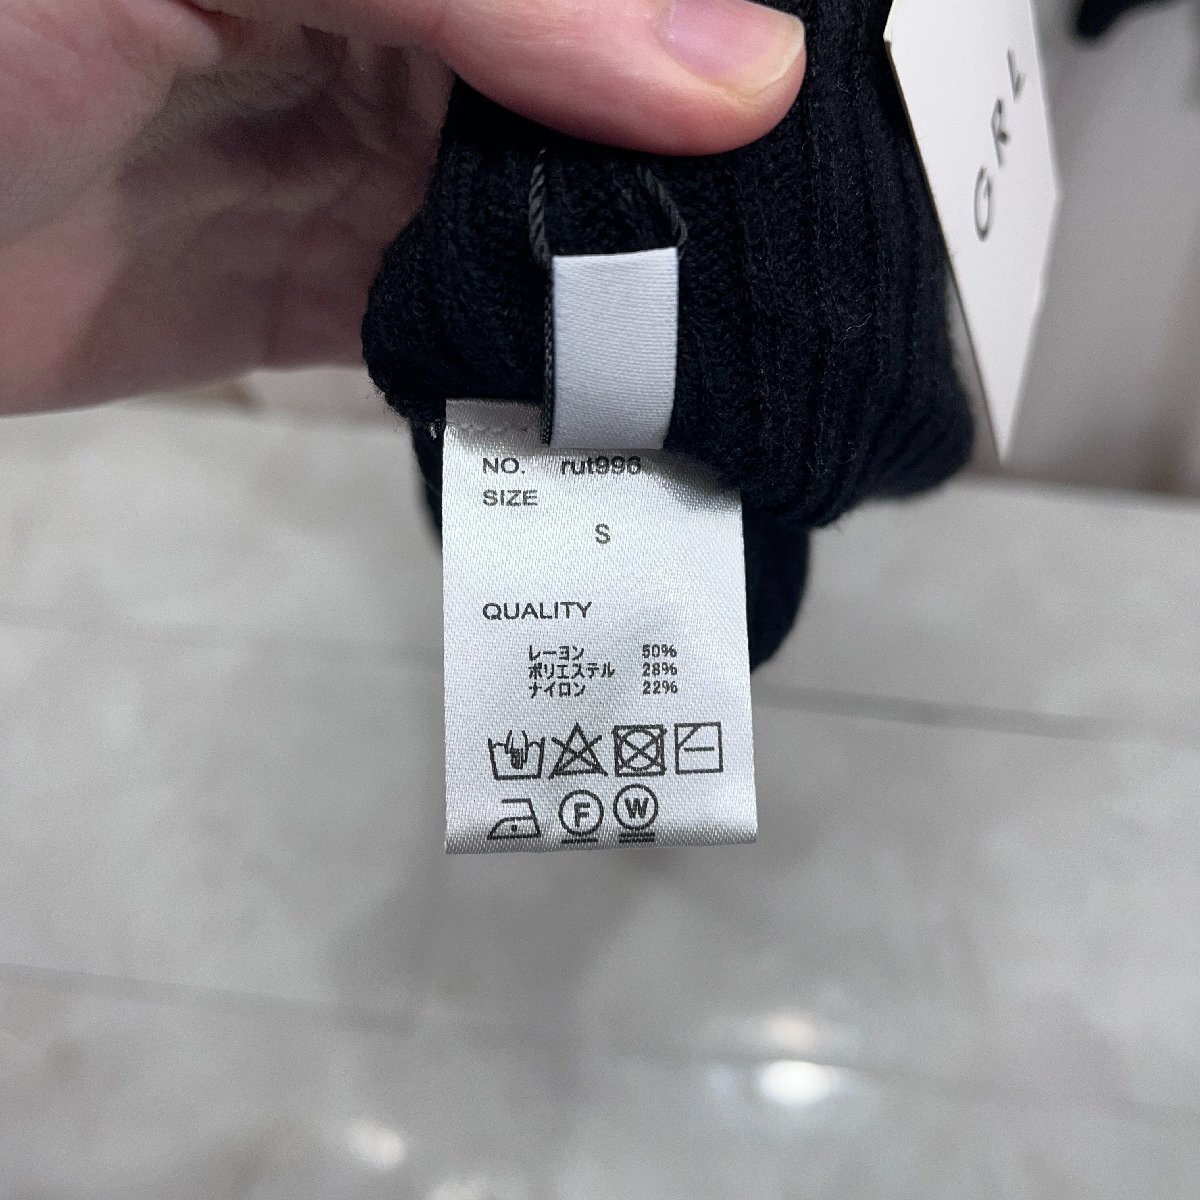 GRL
NO. rut996
SIZE
S
QUALITY
レーヨン 50%
ポリエステル 28%
ナイロン 22%
F W